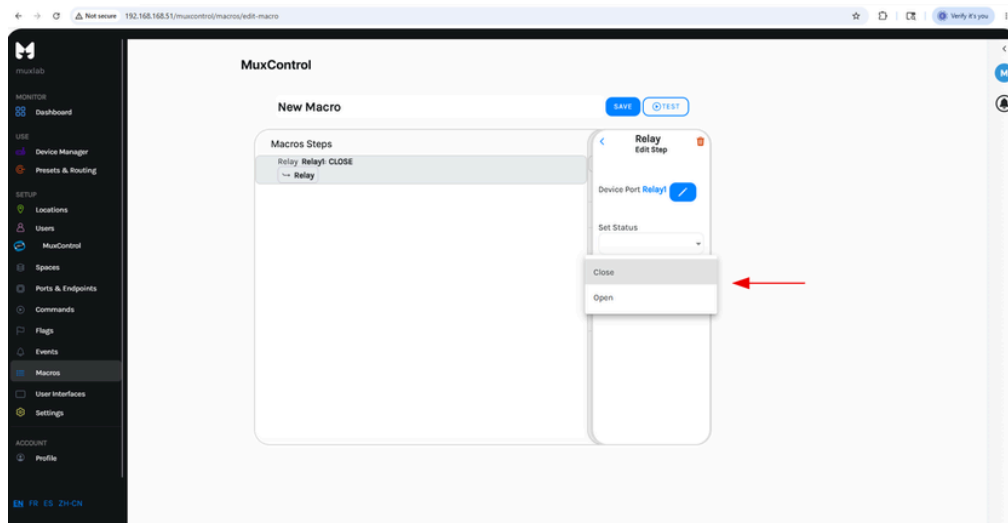 Not secure 192.168.168.51/muxcontrol/macros/edit-macro
Verify it's you
muxlab
MONITOR
Dashboard
USE
Device Manager
Presets & Routing
SETUP
Locations
Users
MuxControl
Spaces
Ports & Endpoints
Commands
Flags
Events
Macros
User Interfaces
Settings
ACCOUNT
Profile
EN FR ES ZH-CN
MuxControl
New Macro
SAVE
TEST
Macros Steps
Relay Relay1 CLOSE
Relay
Relay
Edit Step
Device Port Relay1
Set Status
Close
Open
M